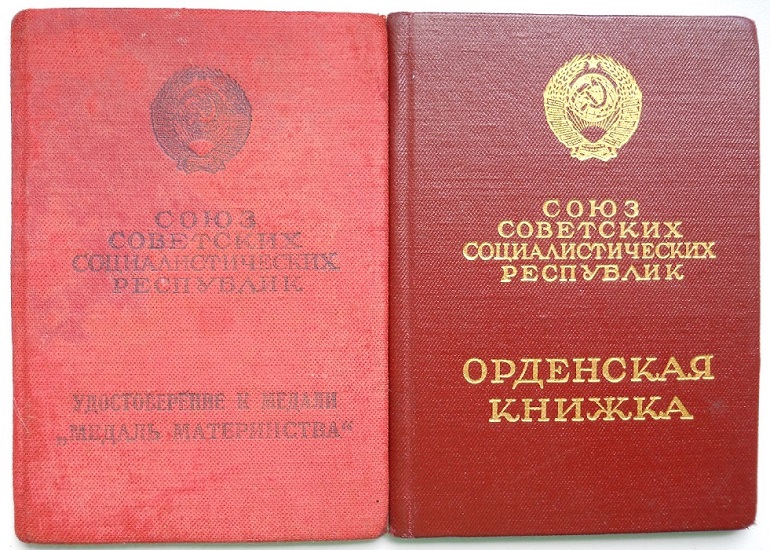 СОЮЗ
СОВЕТСКИХ
СОЦИАЛИСТИЧЕСКИХ
РЕСПУБЛИК
УДОСТОВЕРЕНИЕ К МЕДАЛИ
„МЕДАЛЬ МАТЕРИНСТВА“
СОЮЗ
СОВЕТСКИХ
СОЦИАЛИСТИЧЕСКИХ
РЕСПУБЛИК
ОРДЕНСКАЯ
КНИЖКА